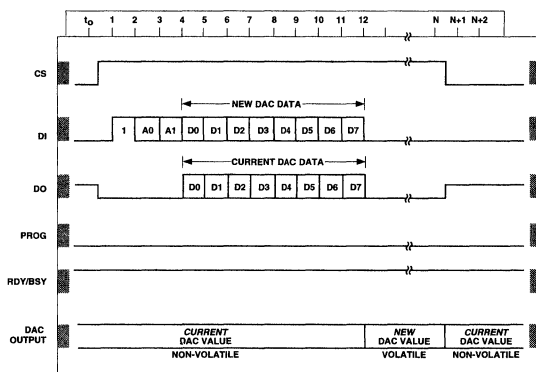 to 1 2 3 4 5 6 7 8 9 10 11 12 N N+1 N+2
CS
NEW DAC DATA
DI 1 A0 A1 D0 D1 D2 D3 D4 D5 D6 D7
CURRENT DAC DATA
DO D0 D1 D2 D3 D4 D5 D6 D7
PROG
RDY/BSY
DAC OUTPUT
CURRENT DAC VALUE
NON-VOLATILE
NEW DAC VALUE
VOLATILE
CURRENT DAC VALUE
NON-VOLATILE